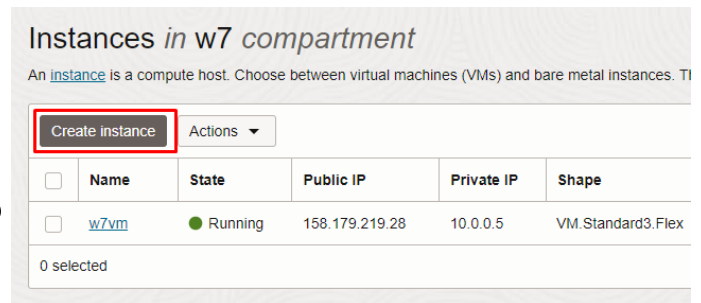 Instances in w7 compartment
An instance is a compute host. Choose between virtual machines (VMs) and bare metal instances.
Create instance Actions
Name State Public IP Private IP Shape
w7vm Running 158.179.219.28 10.0.0.5 VM.Standard3.Flex
0 selected